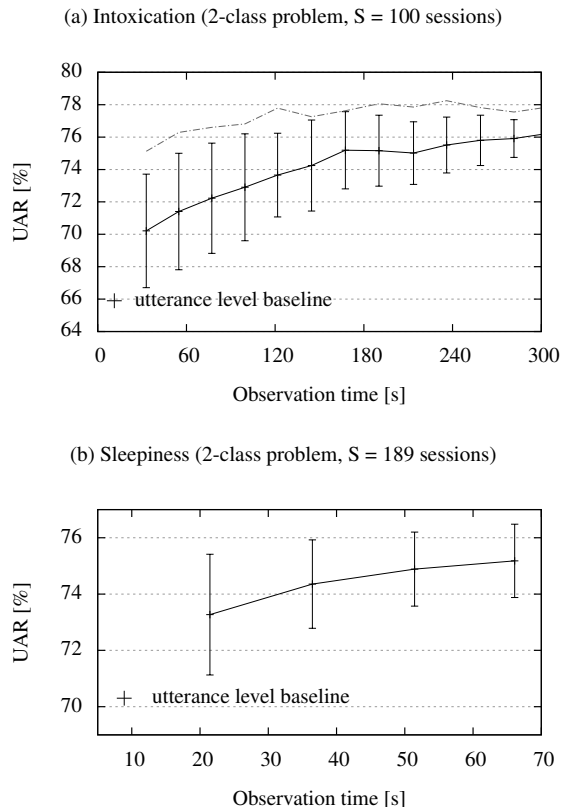 (a) Intoxication (2-class problem, S = 100 sessions)
80
78
76
74
72
70
68
66
64
UAR [%]
utterance level baseline
0 60 120 180 240 300
Observation time [s]
(b) Sleepiness (2-class problem, S = 189 sessions)
76
74
72
70
UAR [%]
utterance level baseline
10 20 30 40 50 60 70
Observation time [s]